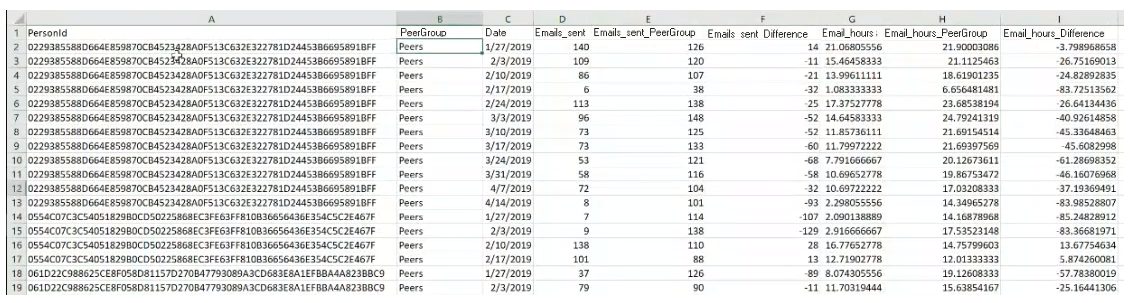 A B C D E F G H I
1 PersonId PeerGroup Date Emails_sent Emails_sent_PeerGroup Emails sent Difference Email_hours Email_hours_PeerGroup Email_hours_Difference
2 0229385588D664E859870CB4523428A0F513C632E322781D24453B6695891BFF Peers 1/27/2019 140 126 14 21.06805556 21.90003086 -3.798968658
3 0229385588D664E859870CB4523428A0F513C632E322781D24453B6695891BFF Peers 2/3/2019 109 120 -11 15.46458333 21.1125463 -26.75169013
4 0229385588D664E859870CB4523428A0F513C632E322781D24453B6695891BFF Peers 2/10/2019 86 107 -21 13.99611111 18.61901235 -24.82892835
5 0229385588D664E859870CB4523428A0F513C632E322781D24453B6695891BFF Peers 2/17/2019 6 38 -32 1.083333333 6.656481481 -83.72513562
6 0229385588D664E859870CB4523428A0F513C632E322781D24453B6695891BFF Peers 2/24/2019 113 138 -25 17.37527778 23.68538194 -26.64134436
7 0229385588D664E859870CB4523428A0F513C632E322781D24453B6695891BFF Peers 3/3/2019 96 148 -52 14.64583333 24.79241319 -40.92614858
8 0229385588D664E859870CB4523428A0F513C632E322781D24453B6695891BFF Peers 3/10/2019 73 125 -52 11.85736111 21.69154514 -45.33648463
9 0229385588D664E859870CB4523428A0F513C632E322781D24453B6695891BFF Peers 3/17/2019 73 133 -60 11.79972222 21.69397569 -45.6082998
10 0229385588D664E859870CB4523428A0F513C632E322781D24453B6695891BFF Peers 3/24/2019 53 121 -68 7.791666667 20.12673611 -61.28698352
11 0229385588D664E859870CB4523428A0F513C632E322781D24453B6695891BFF Peers 3/31/2019 58 116 -58 10.69652778 19.86753472 -46.16076968
12 0229385588D664E859870CB4523428A0F513C632E322781D24453B6695891BFF Peers 4/7/2019 72 104 -32 10.69722222 17.03208333 -37.19369491
13 0229385588D664E859870CB4523428A0F513C632E322781D24453B6695891BFF Peers 4/14/2019 8 101 -93 2.298055556 14.34965278 -83.98528807
14 0554C07C3C54051829B0CD50225868EC3FE63FF810B36656436E354C5C2E467F Peers 1/27/2019 7 114 -107 2.090138889 14.16878968 -85.24828912
15 0554C07C3C54051829B0CD50225868EC3FE63FF810B36656436E354C5C2E467F Peers 2/3/2019 9 138 -129 2.916666667 17.53523148 -83.36681971
16 0554C07C3C54051829B0CD50225868EC3FE63FF810B36656436E354C5C2E467F Peers 2/10/2019 138 110 28 16.77652778 14.75799603 13.67754634
17 0554C07C3C54051829B0CD50225868EC3FE63FF810B36656436E354C5C2E467F Peers 2/17/2019 101 88 13 12.71902778 12.01333333 5.874260081
18 061D22C988625CE8F058D81157D270B47793089A3CD683E8A1EFBBA4A823BBC9 Peers 1/27/2019 37 126 -89 8.074305556 19.12608333 -57.78380019
19 061D22C988625CE8F058D81157D270B47793089A3CD683E8A1EFBBA4A823BBC9 Peers 2/3/2019 79 90 -11 11.70319444 15.63854167 -25.16441306